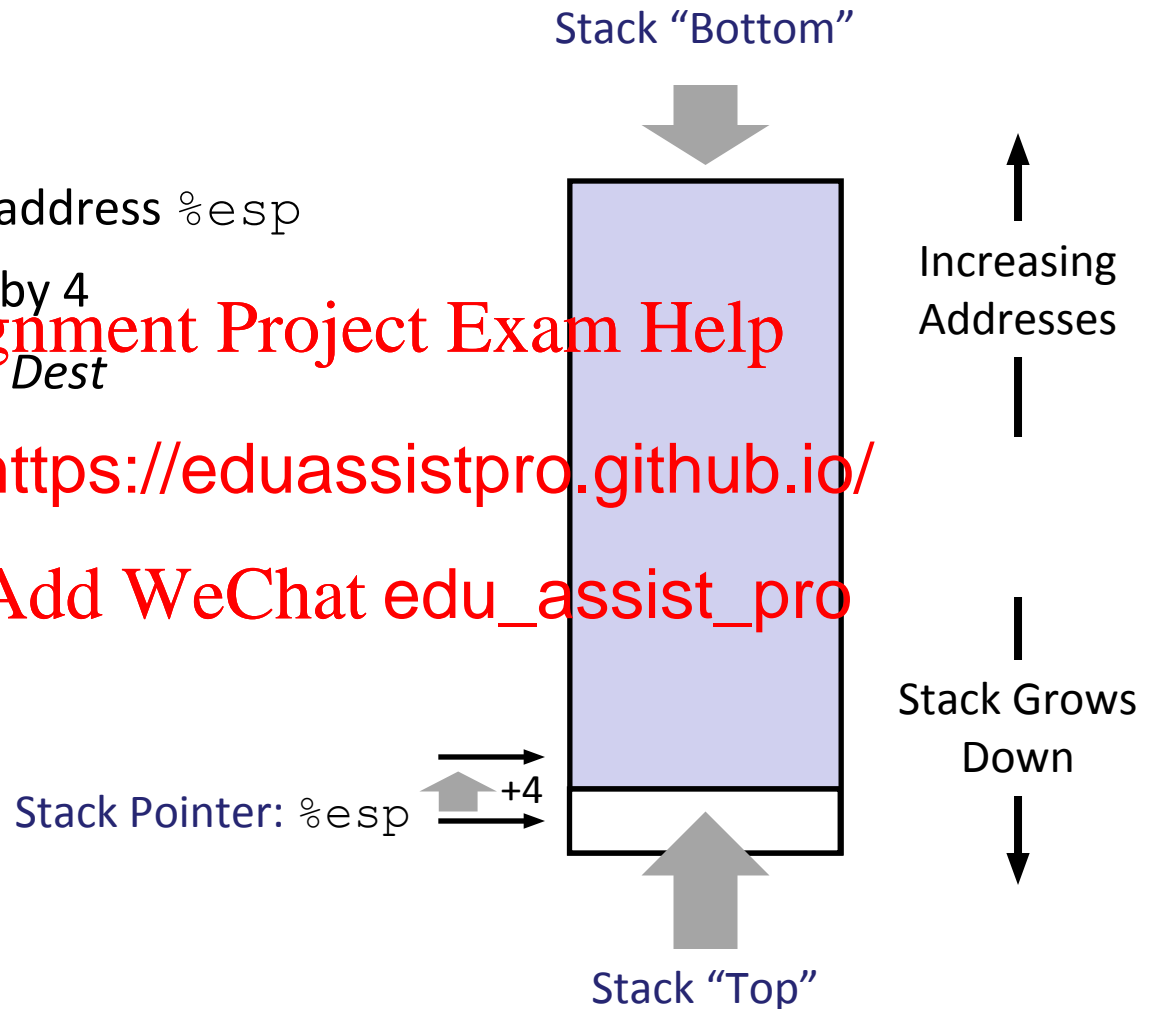 Stack “Bottom”
address %esp
by 4
gnment Project Exam Help
Dest
Increasing
Addresses
https://eduassistpro.github.io/
Add WeChat edu_assist_pro
Stack Grows
Down
+4
Stack Pointer: %esp
Stack “Top”